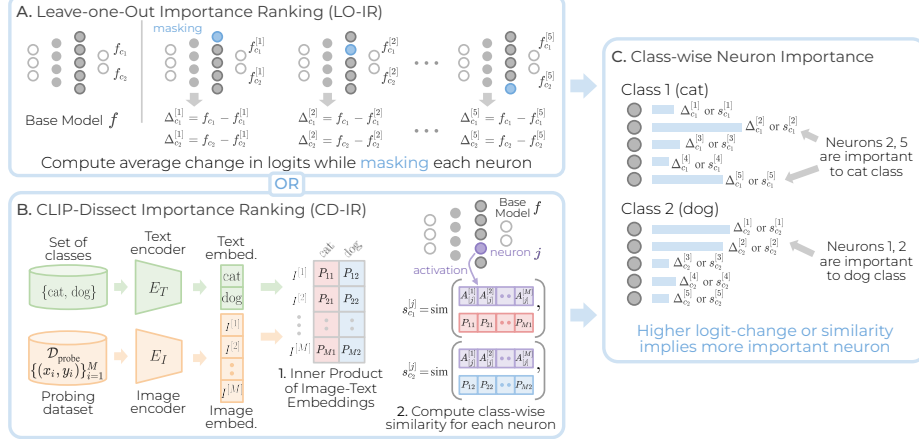 A. Leave-one-Out Importance Ranking (LO-IR)
masking
f_{c_1} f_{c_1}^{[1]} f_{c_1}^{[2]} f_{c_1}^{[5]}
f_{c_2} f_{c_2}^{[1]} f_{c_2}^{[2]} f_{c_2}^{[5]}
Base Model f
Δ_{c_1}^{[1]} = f_{c_1} − f_{c_1}^{[1]} Δ_{c_1}^{[2]} = f_{c_1} − f_{c_1}^{[2]} Δ_{c_1}^{[5]} = f_{c_1} − f_{c_1}^{[5]}
Δ_{c_2}^{[1]} = f_{c_2} − f_{c_2}^{[1]} Δ_{c_2}^{[2]} = f_{c_2} − f_{c_2}^{[2]} Δ_{c_2}^{[5]} = f_{c_2} − f_{c_2}^{[5]}
Compute average change in logits while masking each neuron
OR
B. CLIP-Dissect Importance Ranking (CD-IR)
Set of
classes
{cat, dog}
Text
encoder
E_T
Text
embed.
cat
dog
D_probe
{(x_i, y_i)}_{i=1}^{M}
Probing
dataset
E_I
Image
encoder
I^{[1]}
I^{[2]}
I^{[M]}
Image
embed.
cat dog
I^{[1]} P_{11} P_{12}
I^{[2]} P_{21} P_{22}
I^{[M]} P_{M1} P_{M2}
1. Inner Product
of Image-Text
Embeddings
Base
Model f
neuron j
activation
A_{[j]}^{[1]} A_{[j]}^{[2]} A_{[j]}^{[M]}
s_{c_1}^{[j]} = sim ( , )
P_{11} P_{21} P_{M1}
A_{[j]}^{[1]} A_{[j]}^{[2]} A_{[j]}^{[M]}
s_{c_2}^{[j]} = sim ( , )
P_{12} P_{22} P_{M2}
2. Compute class-wise
similarity for each neuron
C. Class-wise Neuron Importance
Class 1 (cat)
Δ_{c_1}^{[1]} or s_{c_1}^{[1]}
Δ_{c_1}^{[2]} or s_{c_1}^{[2]}
Δ_{c_1}^{[3]} or s_{c_1}^{[3]}
Δ_{c_1}^{[4]} or s_{c_1}^{[4]}
Δ_{c_1}^{[5]} or s_{c_1}^{[5]}
Neurons 2, 5
are important
to cat class
Class 2 (dog)
Δ_{c_2}^{[1]} or s_{c_2}^{[1]}
Δ_{c_2}^{[2]} or s_{c_2}^{[2]}
Δ_{c_2}^{[3]} or s_{c_2}^{[3]}
Δ_{c_2}^{[4]} or s_{c_2}^{[4]}
Δ_{c_2}^{[5]} or s_{c_2}^{[5]}
Neurons 1, 2
are important
to dog class
Higher logit-change or similarity
implies more important neuron